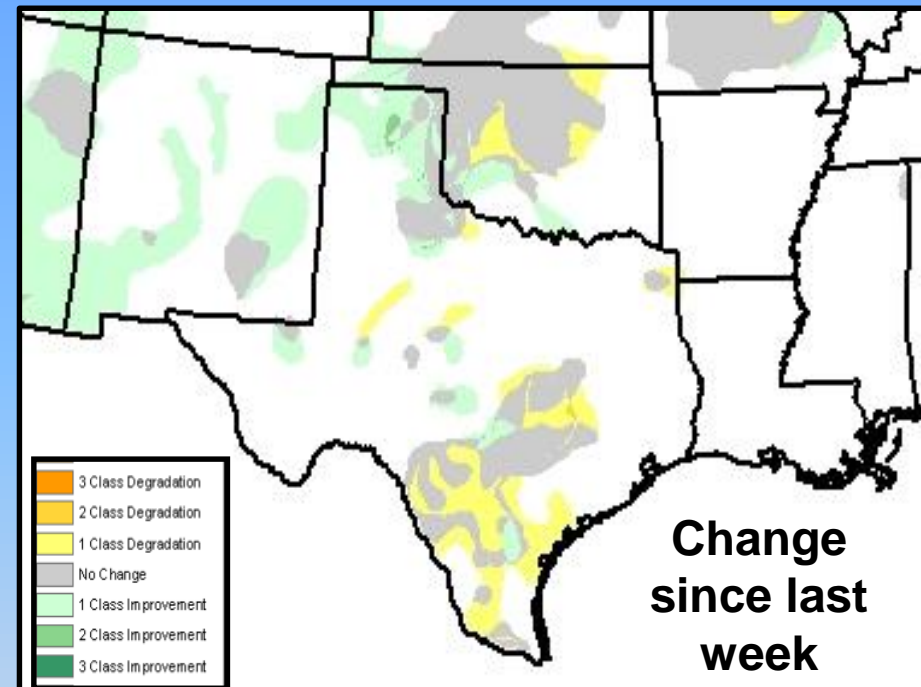 3 Class Degradation
2 Class Degradation
1 Class Degradation
No Change
1 Class Improvement
2 Class Improvement
3 Class Improvement
Change
since last
week